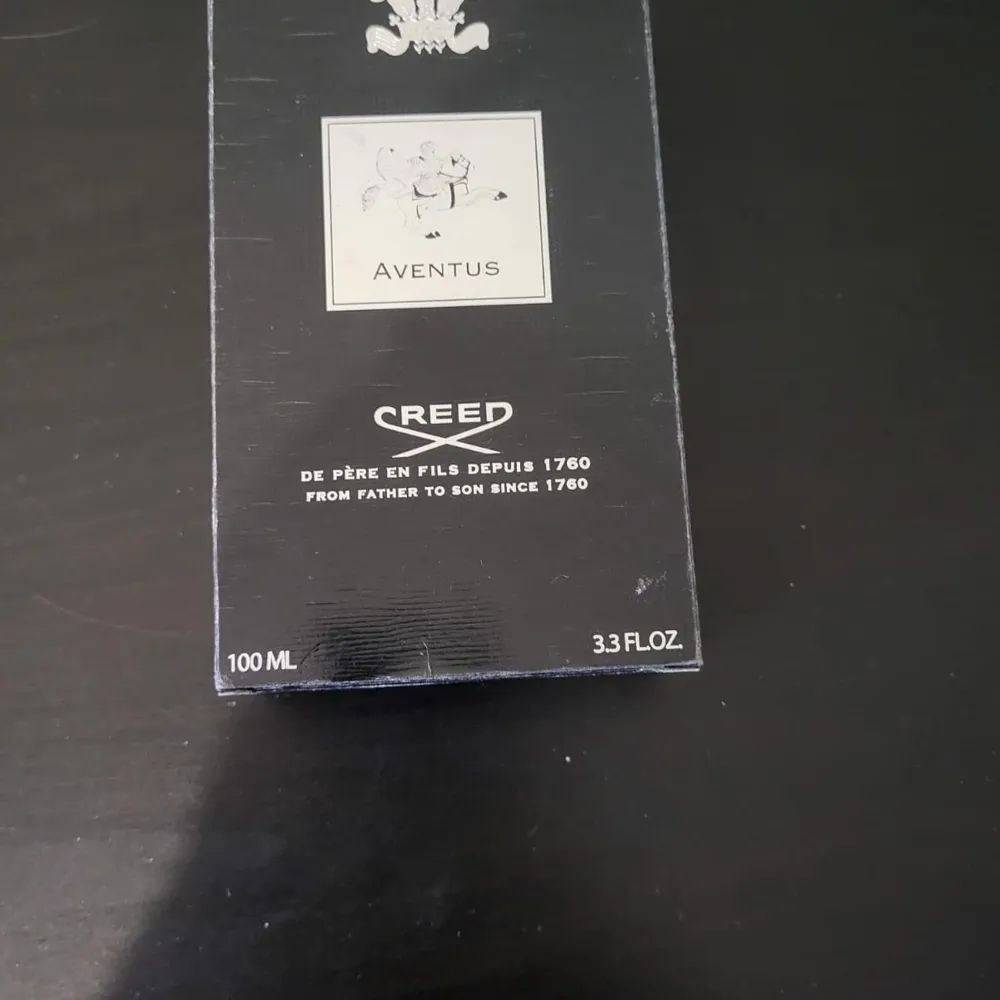 AVENTUS
CREED
DE PÈRE EN FILS DEPUIS 1760
FROM FATHER TO SON SINCE 1760
100 ML
3.3 FL.OZ.